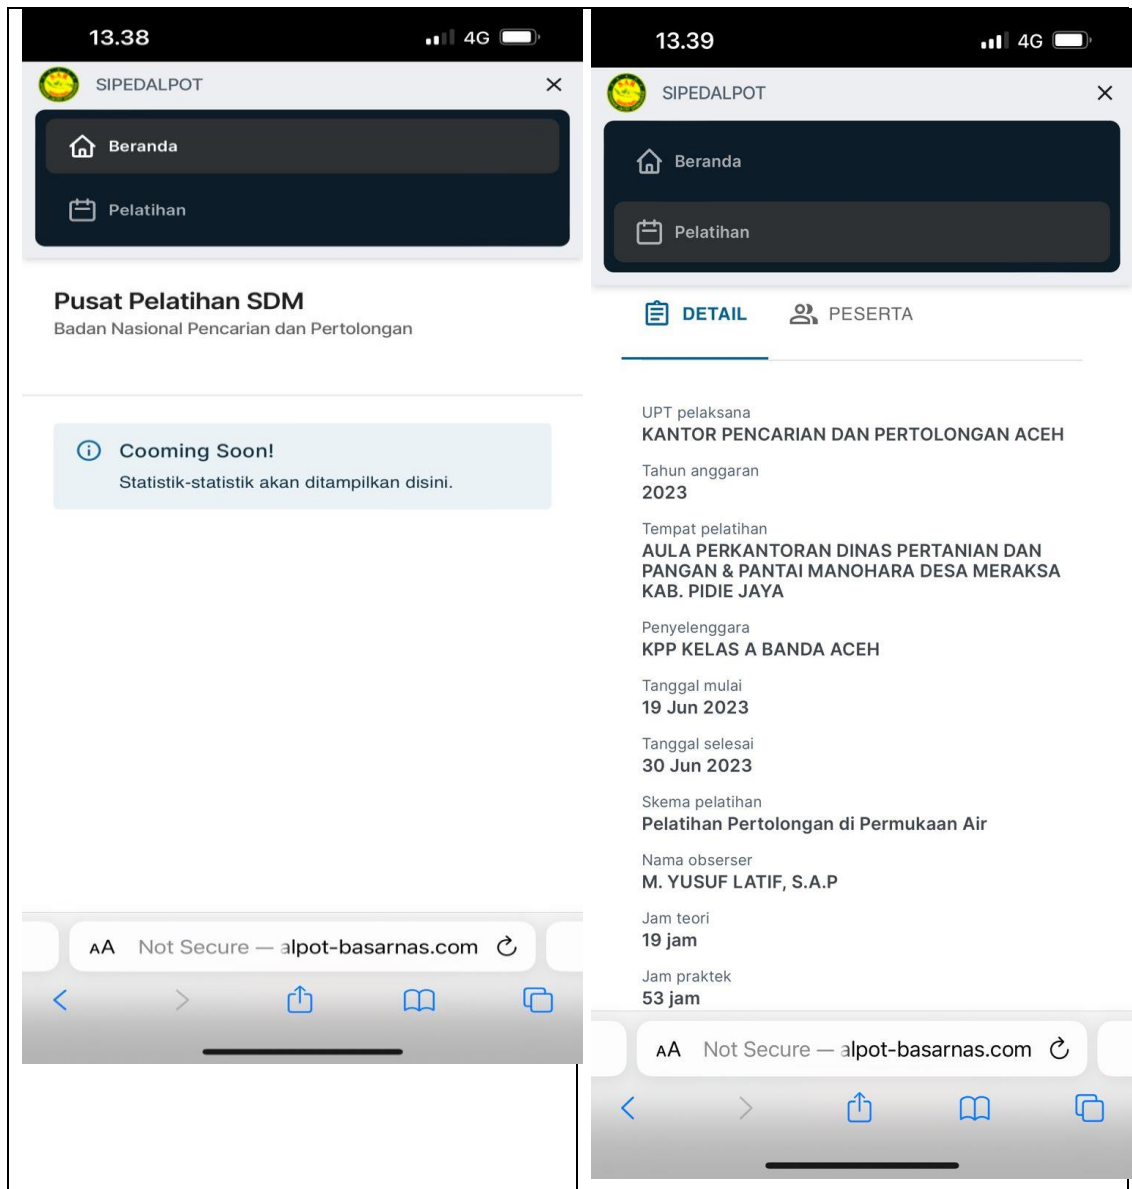 13.38
4G
SIPEDALPOT
Beranda
Pelatihan
Pusat Pelatihan SDM
Badan Nasional Pencarian dan Pertolongan
Cooming Soon!
Statistik-statistik akan ditampilkan disini.
AA Not Secure — alpot-basarnas.com
13.39
4G
SIPEDALPOT
Beranda
Pelatihan
DETAIL PESERTA
UPT pelaksana
KANTOR PENCARIAN DAN PERTOLONGAN ACEH
Tahun anggaran
2023
Tempat pelatihan
AULA PERKANTORAN DINAS PERTANIAN DAN
PANGAN & PANTAI MANOHARA DESA MERAKSA
KAB. PIDIE JAYA
Penyelenggara
KPP KELAS A BANDA ACEH
Tanggal mulai
19 Jun 2023
Tanggal selesai
30 Jun 2023
Skema pelatihan
Pelatihan Pertolongan di Permukaan Air
Nama obserser
M. YUSUF LATIF, S.A.P
Jam teori
19 jam
Jam praktek
53 jam
AA Not Secure — alpot-basarnas.com